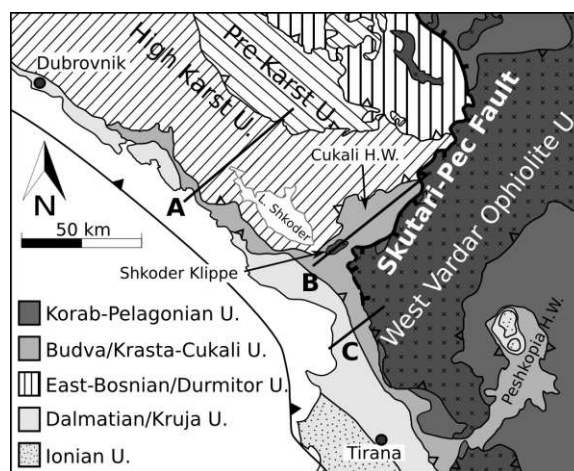 Dubrovnik
High Karst U.
Pre Karst U.
Cukali H.W.
Skutari-Pec Fault
West Vardar Ophiolite U.
A
L. Shkoder
N
50 km
Shkoder Klippe
B
C
Peshkopia H.W.
Korab-Pelagonian U.
Budva/Krasta-Cukali U.
East-Bosnian/Durmitor U.
Dalmatian/Kruja U.
Ionian U.
Tirana